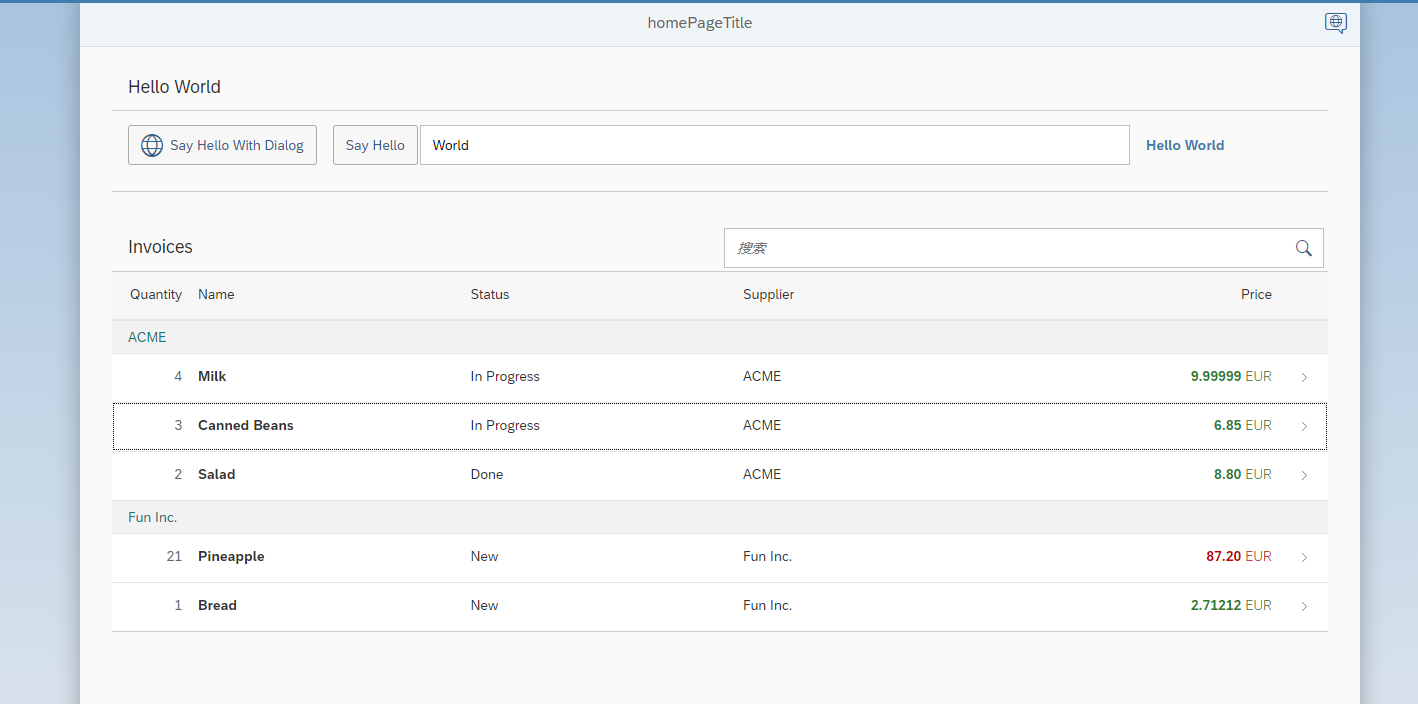 homePageTitle
Hello World
Say Hello With Dialog Say Hello World Hello World
Invoices 搜索
Quantity Name Status Supplier Price
ACME
4 Milk In Progress ACME 9.99999 EUR
3 Canned Beans In Progress ACME 6.85 EUR
2 Salad Done ACME 8.80 EUR
Fun Inc.
21 Pineapple New Fun Inc. 87.20 EUR
1 Bread New Fun Inc. 2.71212 EUR